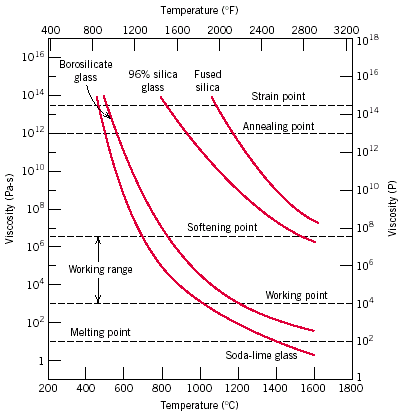 Temperature (°F)
400 800 1200 1600 2000 2400 2800 3200
10^16
10^14
10^12
10^10
10^8
10^6
10^4
10^2
1
Viscosity (Pa-s)
Borosilicate
glass
96% silica
glass
Fused
silica
Strain point
Annealing point
Softening point
Working range
Working point
Melting point
Soda-lime glass
10^18
10^16
10^14
10^12
10^10
10^8
10^6
10^4
10^2
1
Viscosity (P)
200 400 600 800 1000 1200 1400 1600 1800
Temperature (°C)